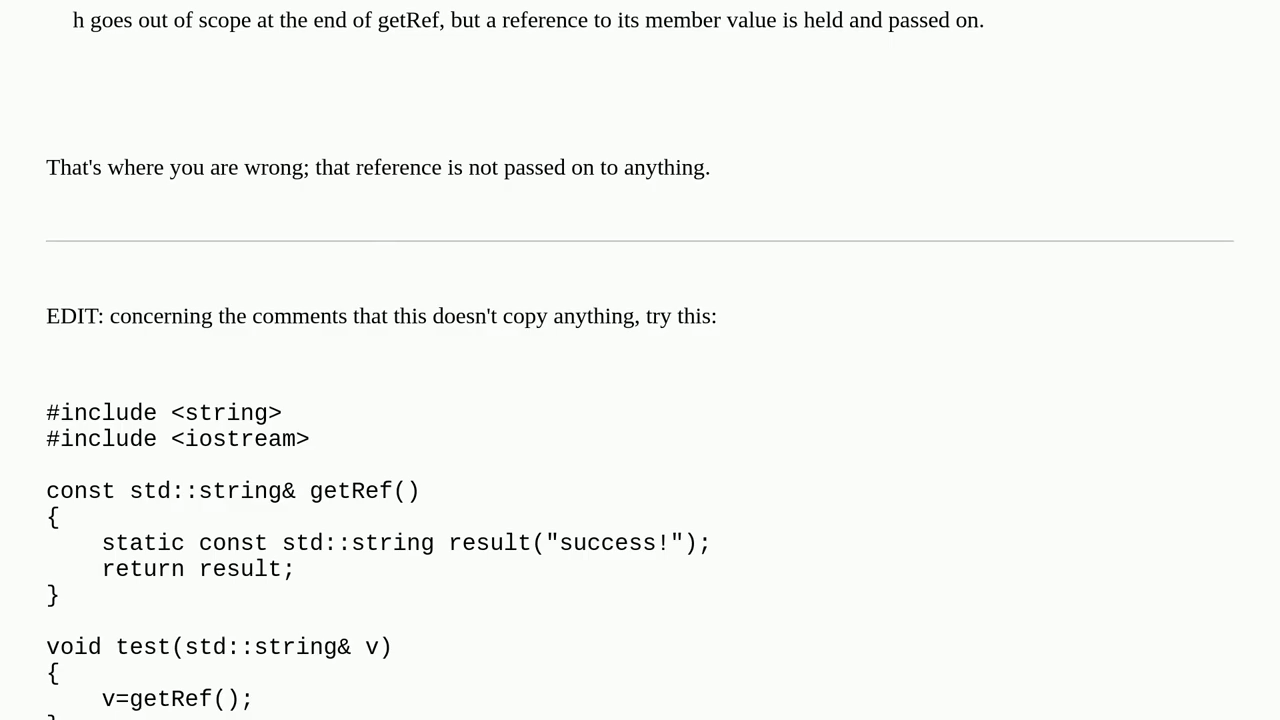 h goes out of scope at the end of getRef, but a reference to its member value is held and passed on.
That's where you are wrong; that reference is not passed on to anything.
EDIT: concerning the comments that this doesn't copy anything, try this:
#include <string>
#include <iostream>
const std::string& getRef()
{
    static const std::string result("success!");
    return result;
}
void test(std::string& v)
{
    v=getRef();
}